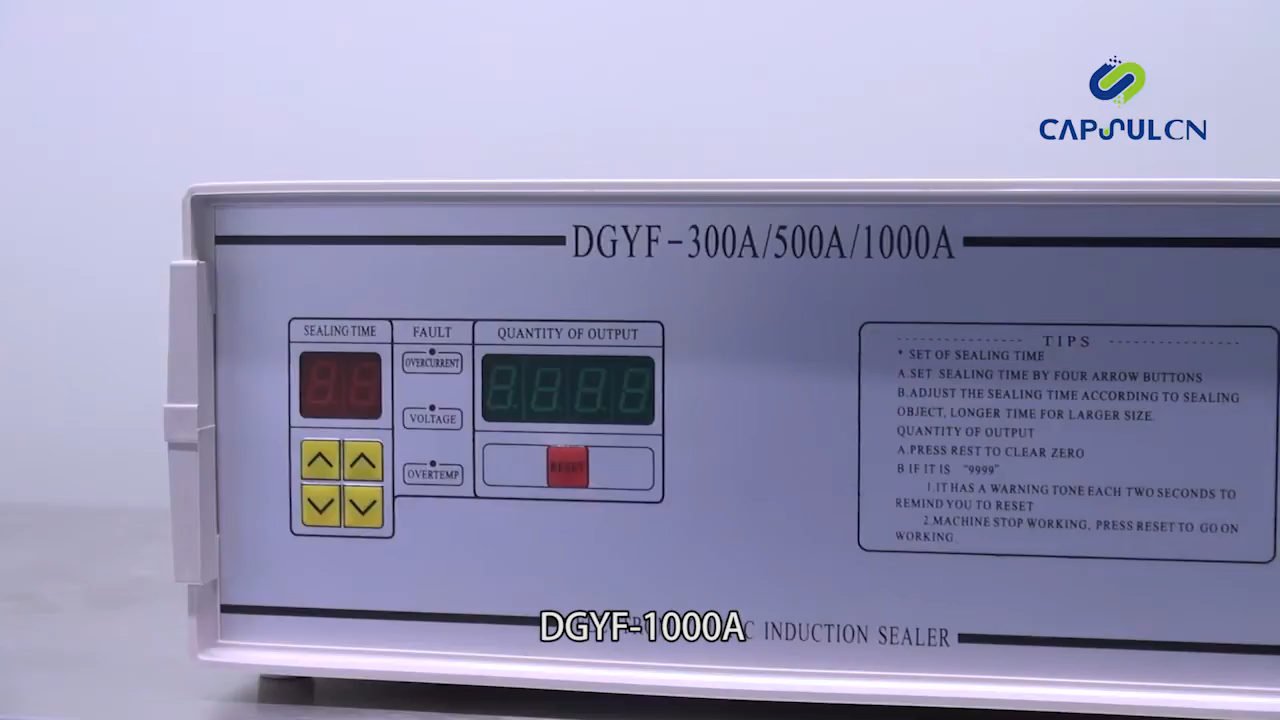 CAPSULCN
DGYF-300A/500A/1000A
SEALING TIME
FAULT
QUANTITY OF OUTPUT
OVERCURRENT
VOLTAGE
OVERTEMP
RESET
TIPS
* SET OF SEALING TIME
A.SET SEALING TIME BY FOUR ARROW BUTTONS
B.ADJUST THE SEALING TIME ACCORDING TO SEALING
OBJECT, LONGER TIME FOR LARGER SIZE.
QUANTITY OF OUTPUT
A.PRESS REST TO CLEAR ZERO
B IF IT IS "9999"
1.IT HAS A WARNING TONE EACH TWO SECONDS TO
REMIND YOU TO RESET
2.MACHINE STOP WORKING, PRESS RESET TO GO ON
WORKING.
INDUCTION SEALER
DGYF-1000A